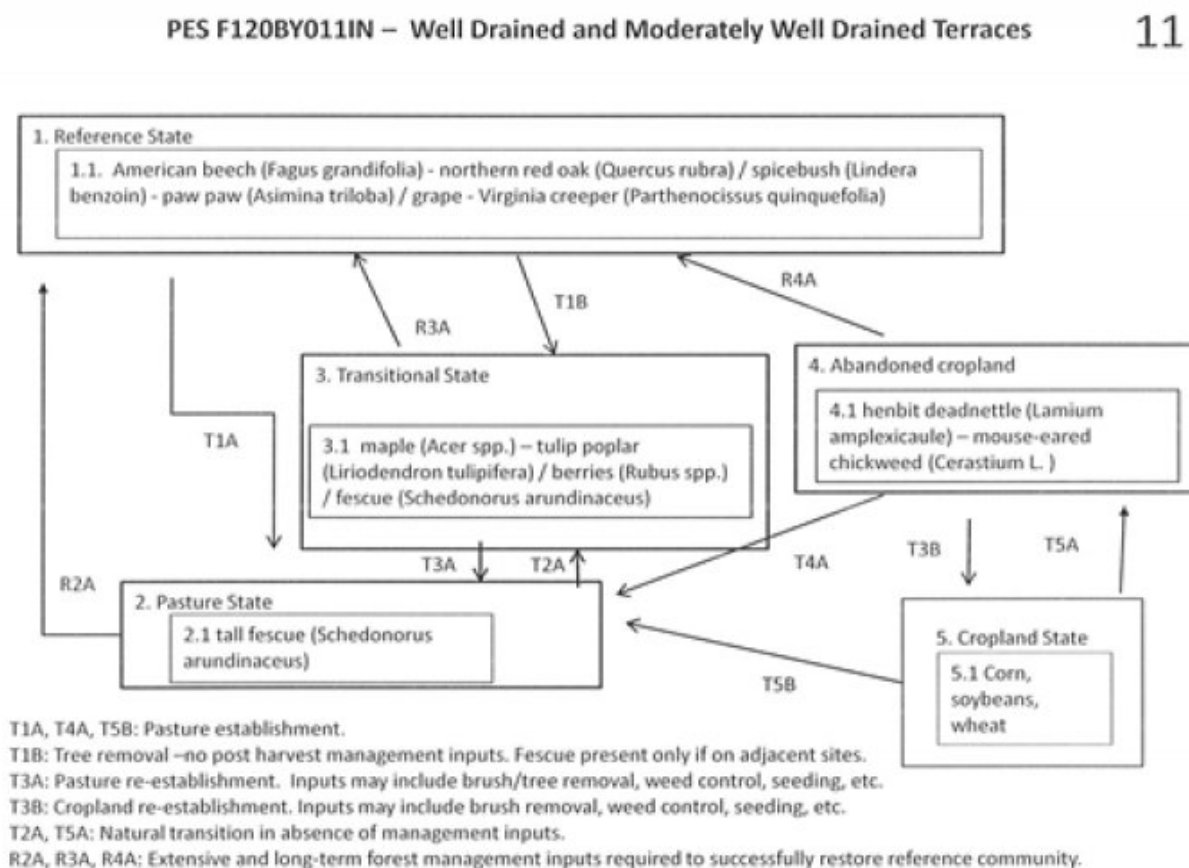 PES F120BY011IN – Well Drained and Moderately Well Drained Terraces
11
1. Reference State
1.1. American beech (Fagus grandifolia) - northern red oak (Quercus rubra) / spicebush (Lindera
benzoin) - paw paw (Asimina triloba) / grape - Virginia creeper (Parthenocissus quinquefolia)
R4A
T1B
R3A
3. Transitional State
3.1 maple (Acer spp.) – tulip poplar
(Liriodendron tulipifera) / berries (Rubus spp.)
/ fescue (Schedonorus arundinaceus)
4. Abandoned cropland
4.1 henbit deadnettle (Lamium
amplexicaule) – mouse-eared
chickweed (Cerastium L. )
T1A
T3A
T2A
T4A
T3B
T5A
R2A
2. Pasture State
2.1 tall fescue (Schedonorus
arundinaceus)
5. Cropland State
5.1 Corn,
soybeans,
wheat
T5B
T1A, T4A, T5B: Pasture establishment.
T1B: Tree removal –no post harvest management inputs. Fescue present only if on adjacent sites.
T3A: Pasture re-establishment. Inputs may include brush/tree removal, weed control, seeding, etc.
T3B: Cropland re-establishment. Inputs may include brush removal, weed control, seeding, etc.
T2A, T5A: Natural transition in absence of management inputs.
R2A, R3A, R4A: Extensive and long-term forest management inputs required to successfully restore reference community.